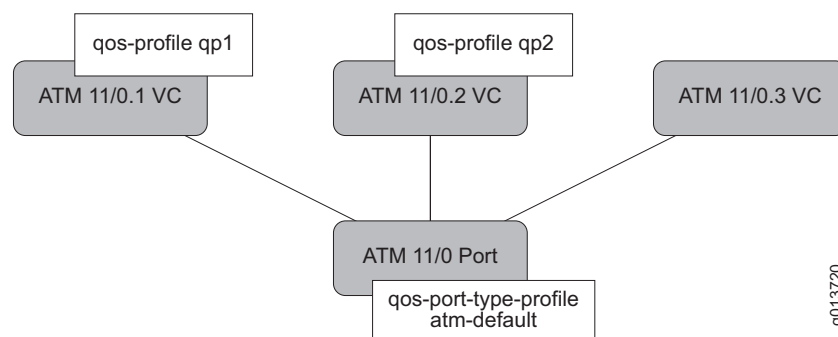 qos-profile qp1
qos-profile qp2
ATM 11/0.1 VC
ATM 11/0.2 VC
ATM 11/0.3 VC
ATM 11/0 Port
qos-port-type-profile
atm-default
g013720